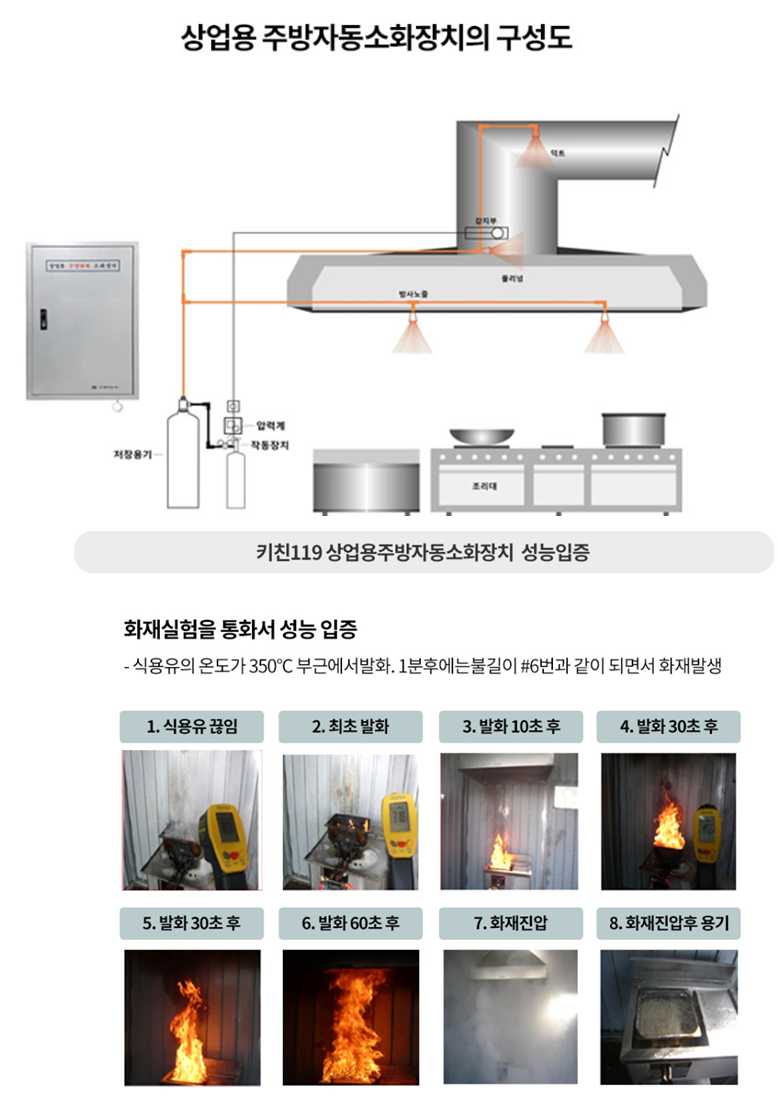 상업용 주방자동소화장치의 구성도
덕트
감지부
플리넘
방사노즐
상업용 주방화재 소화장치
압력계
작동장치
저장용기
조리대
키친119 상업용주방자동소화장치 성능입증
화재실험을 통화서 성능 입증
- 식용유의 온도가 350℃ 부근에서발화. 1분후에는불길이 #6번과 같이 되면서 화재발생
1. 식용유 끊임
2. 최초 발화
3. 발화 10초 후
4. 발화 30초 후
5. 발화 30초 후
6. 발화 60초 후
7. 화재진압
8. 화재진압후 용기